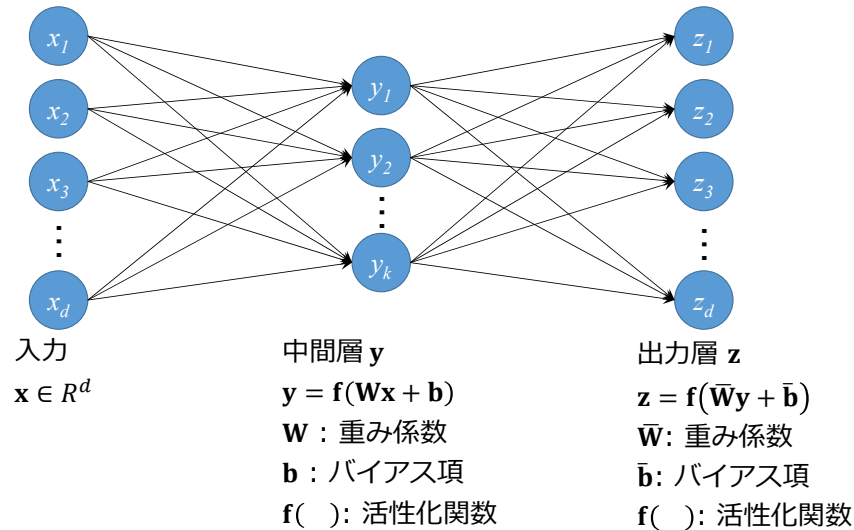 x1
x2
x3
⋮
xd
y1
y2
⋮
yk
z1
z2
z3
⋮
zd
入力
x ∈ R^d
中間層 y
y = f(Wx + b)
W : 重み係数
b : バイアス項
f( ): 活性化関数
出力層 z
z = f(W̄y + b̄)
W̄: 重み係数
b̄: バイアス項
f( ): 活性化関数